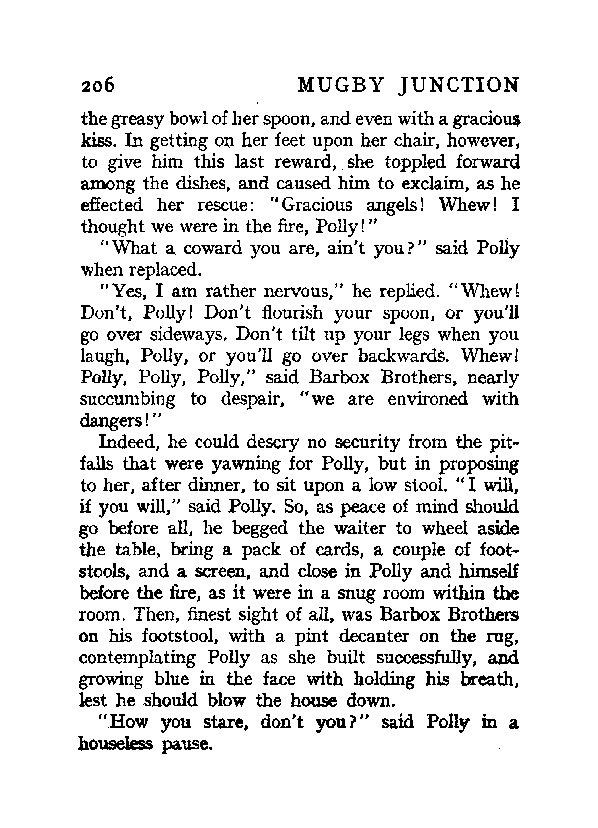 206 MUGBY JUNCTION
the greasy bowl of her spoon, and even with a gracious
kiss. In getting on her feet upon her chair, however,
to give him this last reward, she toppled forward
among the dishes, and caused him to exclaim, as he
effected her rescue: "Gracious angels! Whew! I
thought we were in the fire, Polly!"
"What a coward you are, ain't you?" said Polly
when replaced.
"Yes, I am rather nervous," he replied. "Whew!
Don't, Polly! Don't flourish your spoon, or you'll
go over sideways. Don't tilt up your legs when you
laugh, Polly, or you'll go over backwards. Whew!
Polly, Polly, Polly," said Barbox Brothers, nearly
succumbing to despair, "we are environed with
dangers!"
Indeed, he could descry no security from the pit-
falls that were yawning for Polly, but in proposing
to her, after dinner, to sit upon a low stool. "I will,
if you will," said Polly. So, as peace of mind should
go before all, he begged the waiter to wheel aside
the table, bring a pack of cards, a couple of foot-
stools, and a screen, and close in Polly and himself
before the fire, as it were in a snug room within the
room. Then, finest sight of all, was Barbox Brothers
on his footstool, with a pint decanter on the rug,
contemplating Polly as she built successfully, and
growing blue in the face with holding his breath,
lest he should blow the house down.
"How you stare, don't you?" said Polly in a
houseless pause.